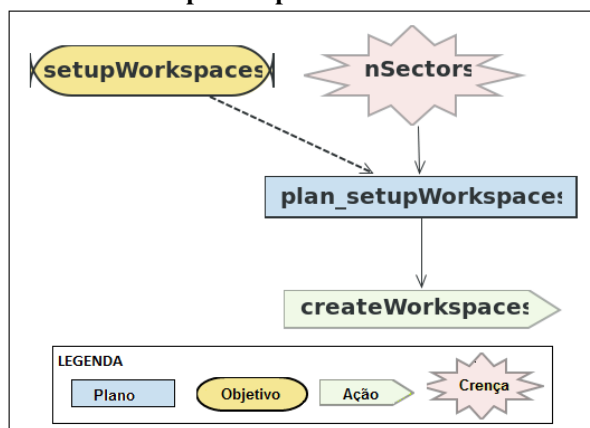 setupWorkspaces
nSectors
plan_setupWorkspaces
createWorkspaces
LEGENDA
Plano
Objetivo
Ação
Crença